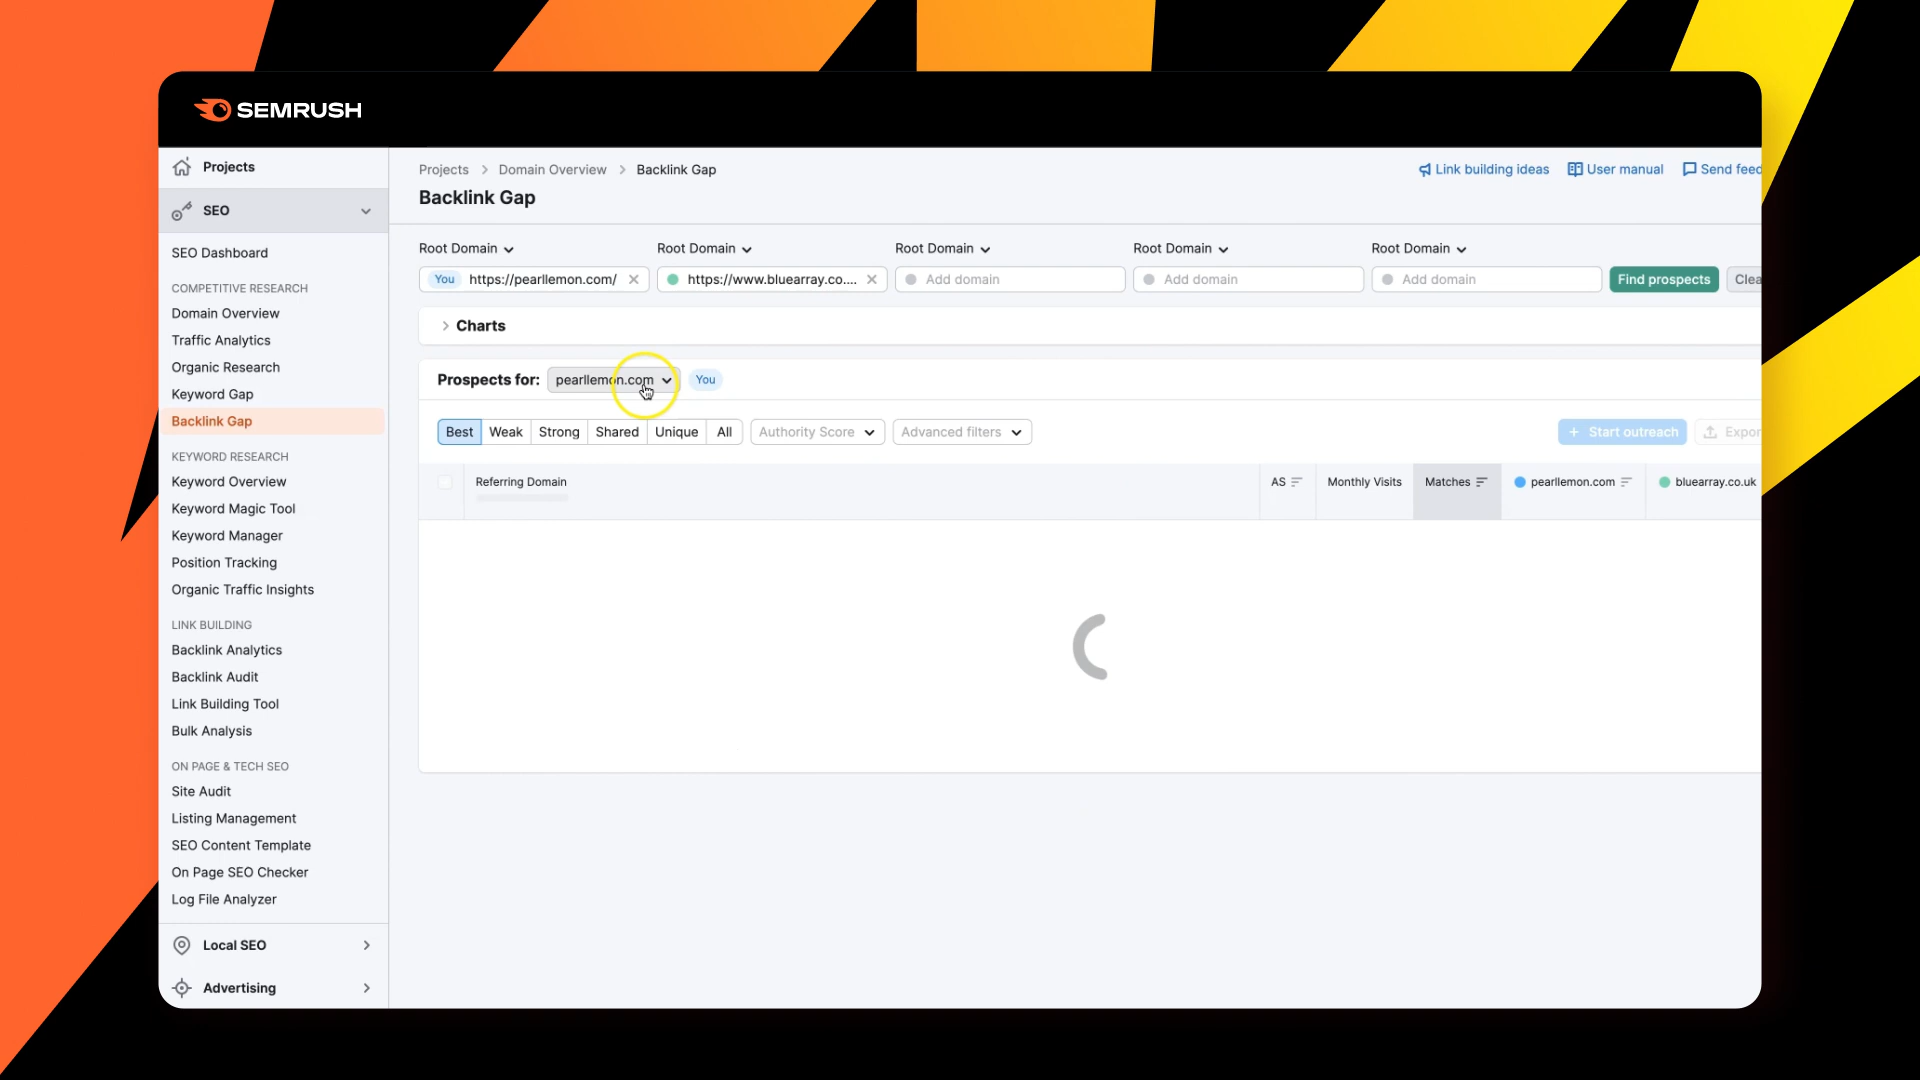 SEMRUSH
Projects
SEO
SEO Dashboard
COMPETITIVE RESEARCH
Domain Overview
Traffic Analytics
Organic Research
Keyword Gap
Backlink Gap
KEYWORD RESEARCH
Keyword Overview
Keyword Magic Tool
Keyword Manager
Position Tracking
Organic Traffic Insights
LINK BUILDING
Backlink Analytics
Backlink Audit
Link Building Tool
Bulk Analysis
ON PAGE & TECH SEO
Site Audit
Listing Management
SEO Content Template
On Page SEO Checker
Log File Analyzer
Local SEO
Advertising
Projects > Domain Overview > Backlink Gap
Link building ideas User manual Send feed
Backlink Gap
Root Domain Root Domain Root Domain Root Domain Root Domain
You https://pearllemon.com/ https://www.bluearray.co.... Add domain Add domain Add domain Find prospects Clea
Charts
Prospects for: pearllemon.com You
Best Weak Strong Shared Unique All Authority Score Advanced filters + Start outreach Expor
Referring Domain AS Monthly Visits Matches pearllemon.com bluearray.co.uk